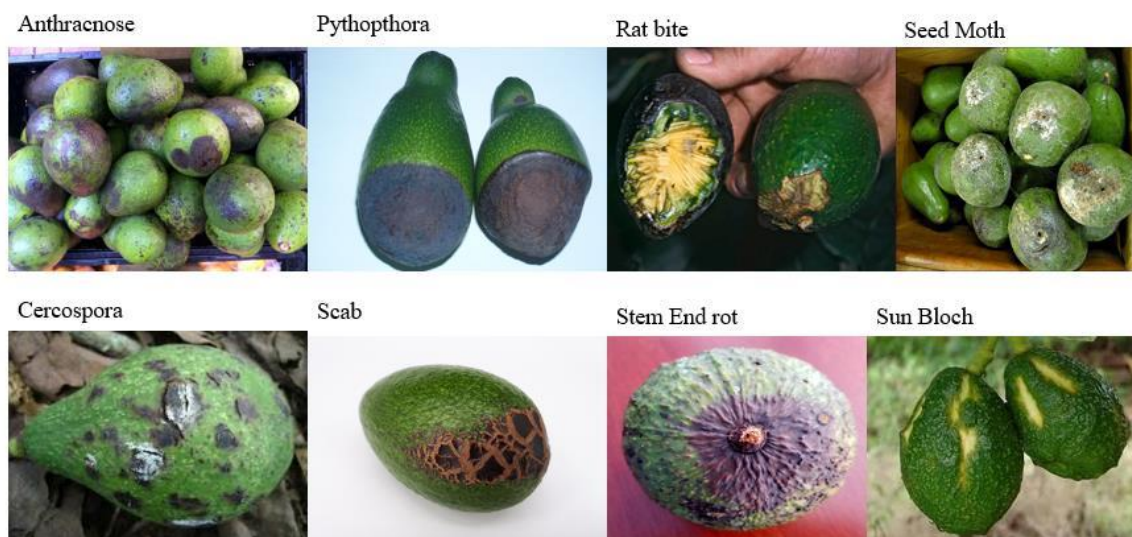 Anthracnose
Pythopthora
Rat bite
Seed Moth
Cercospora
Scab
Stem End rot
Sun Bloch